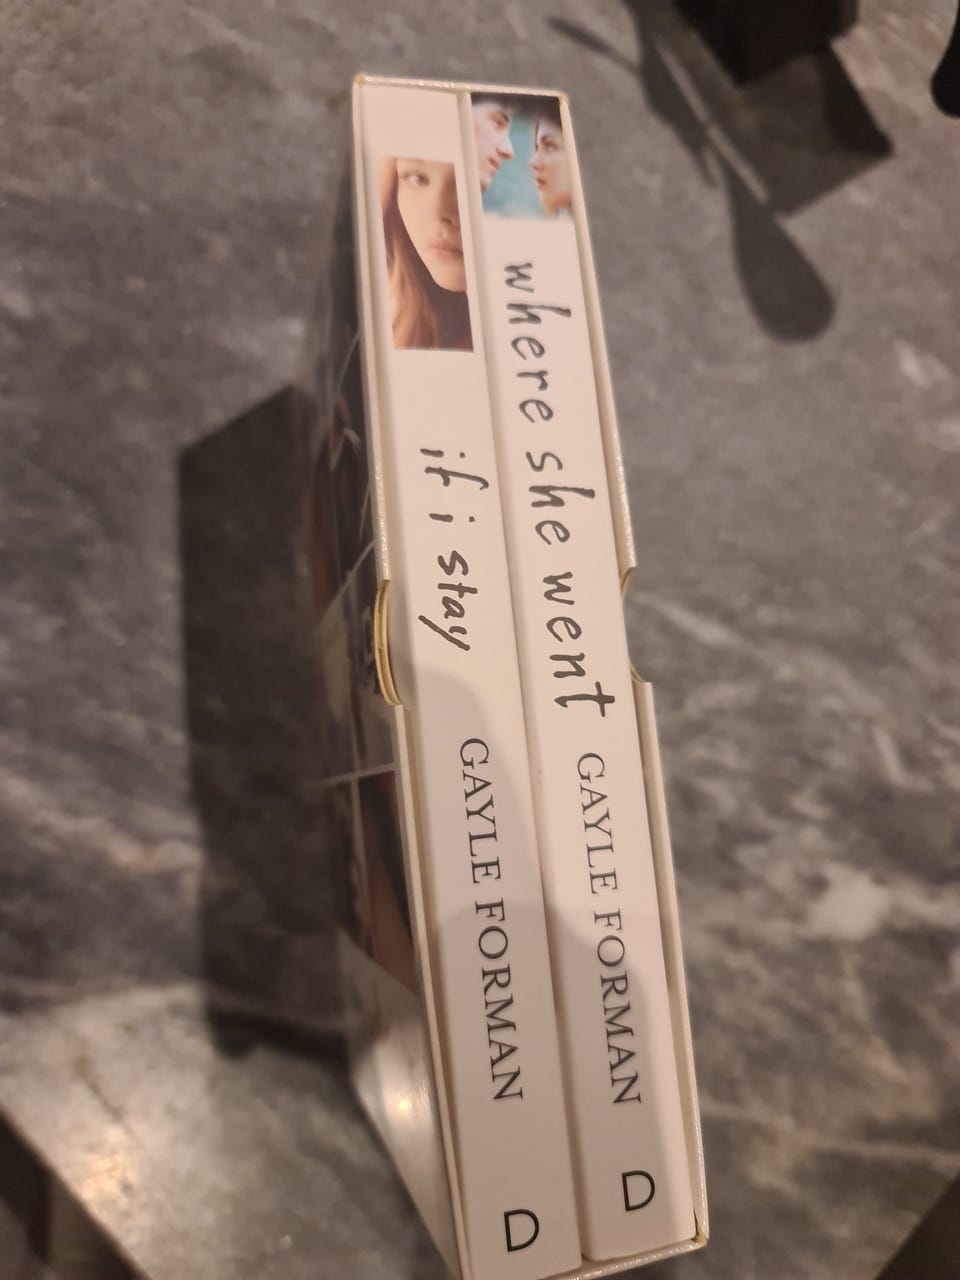 if i stay
GAYLE FORMAN
D
where she went
GAYLE FORMAN
D